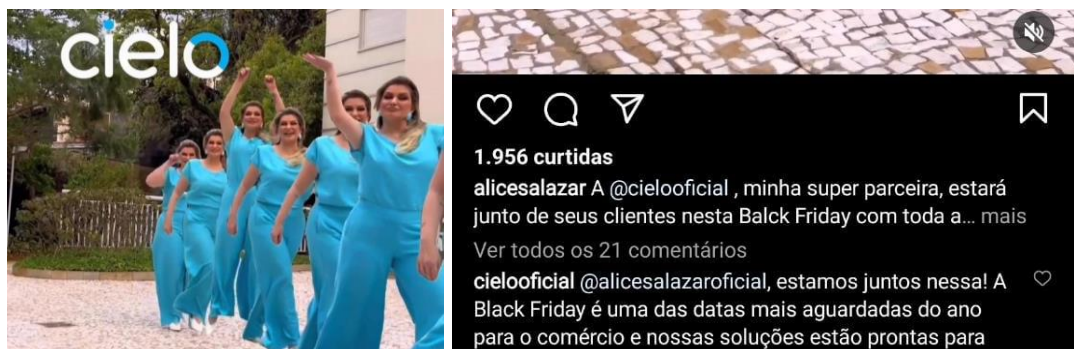 cielo
1.956 curtidas
alicesalazar A @cielooficial , minha super parceira, estará
junto de seus clientes nesta Balck Friday com toda a... mais
Ver todos os 21 comentários
cielooficial @alicesalazaroficial, estamos juntos nessa! A
Black Friday é uma das datas mais aguardadas do ano
para o comércio e nossas soluções estão prontas para